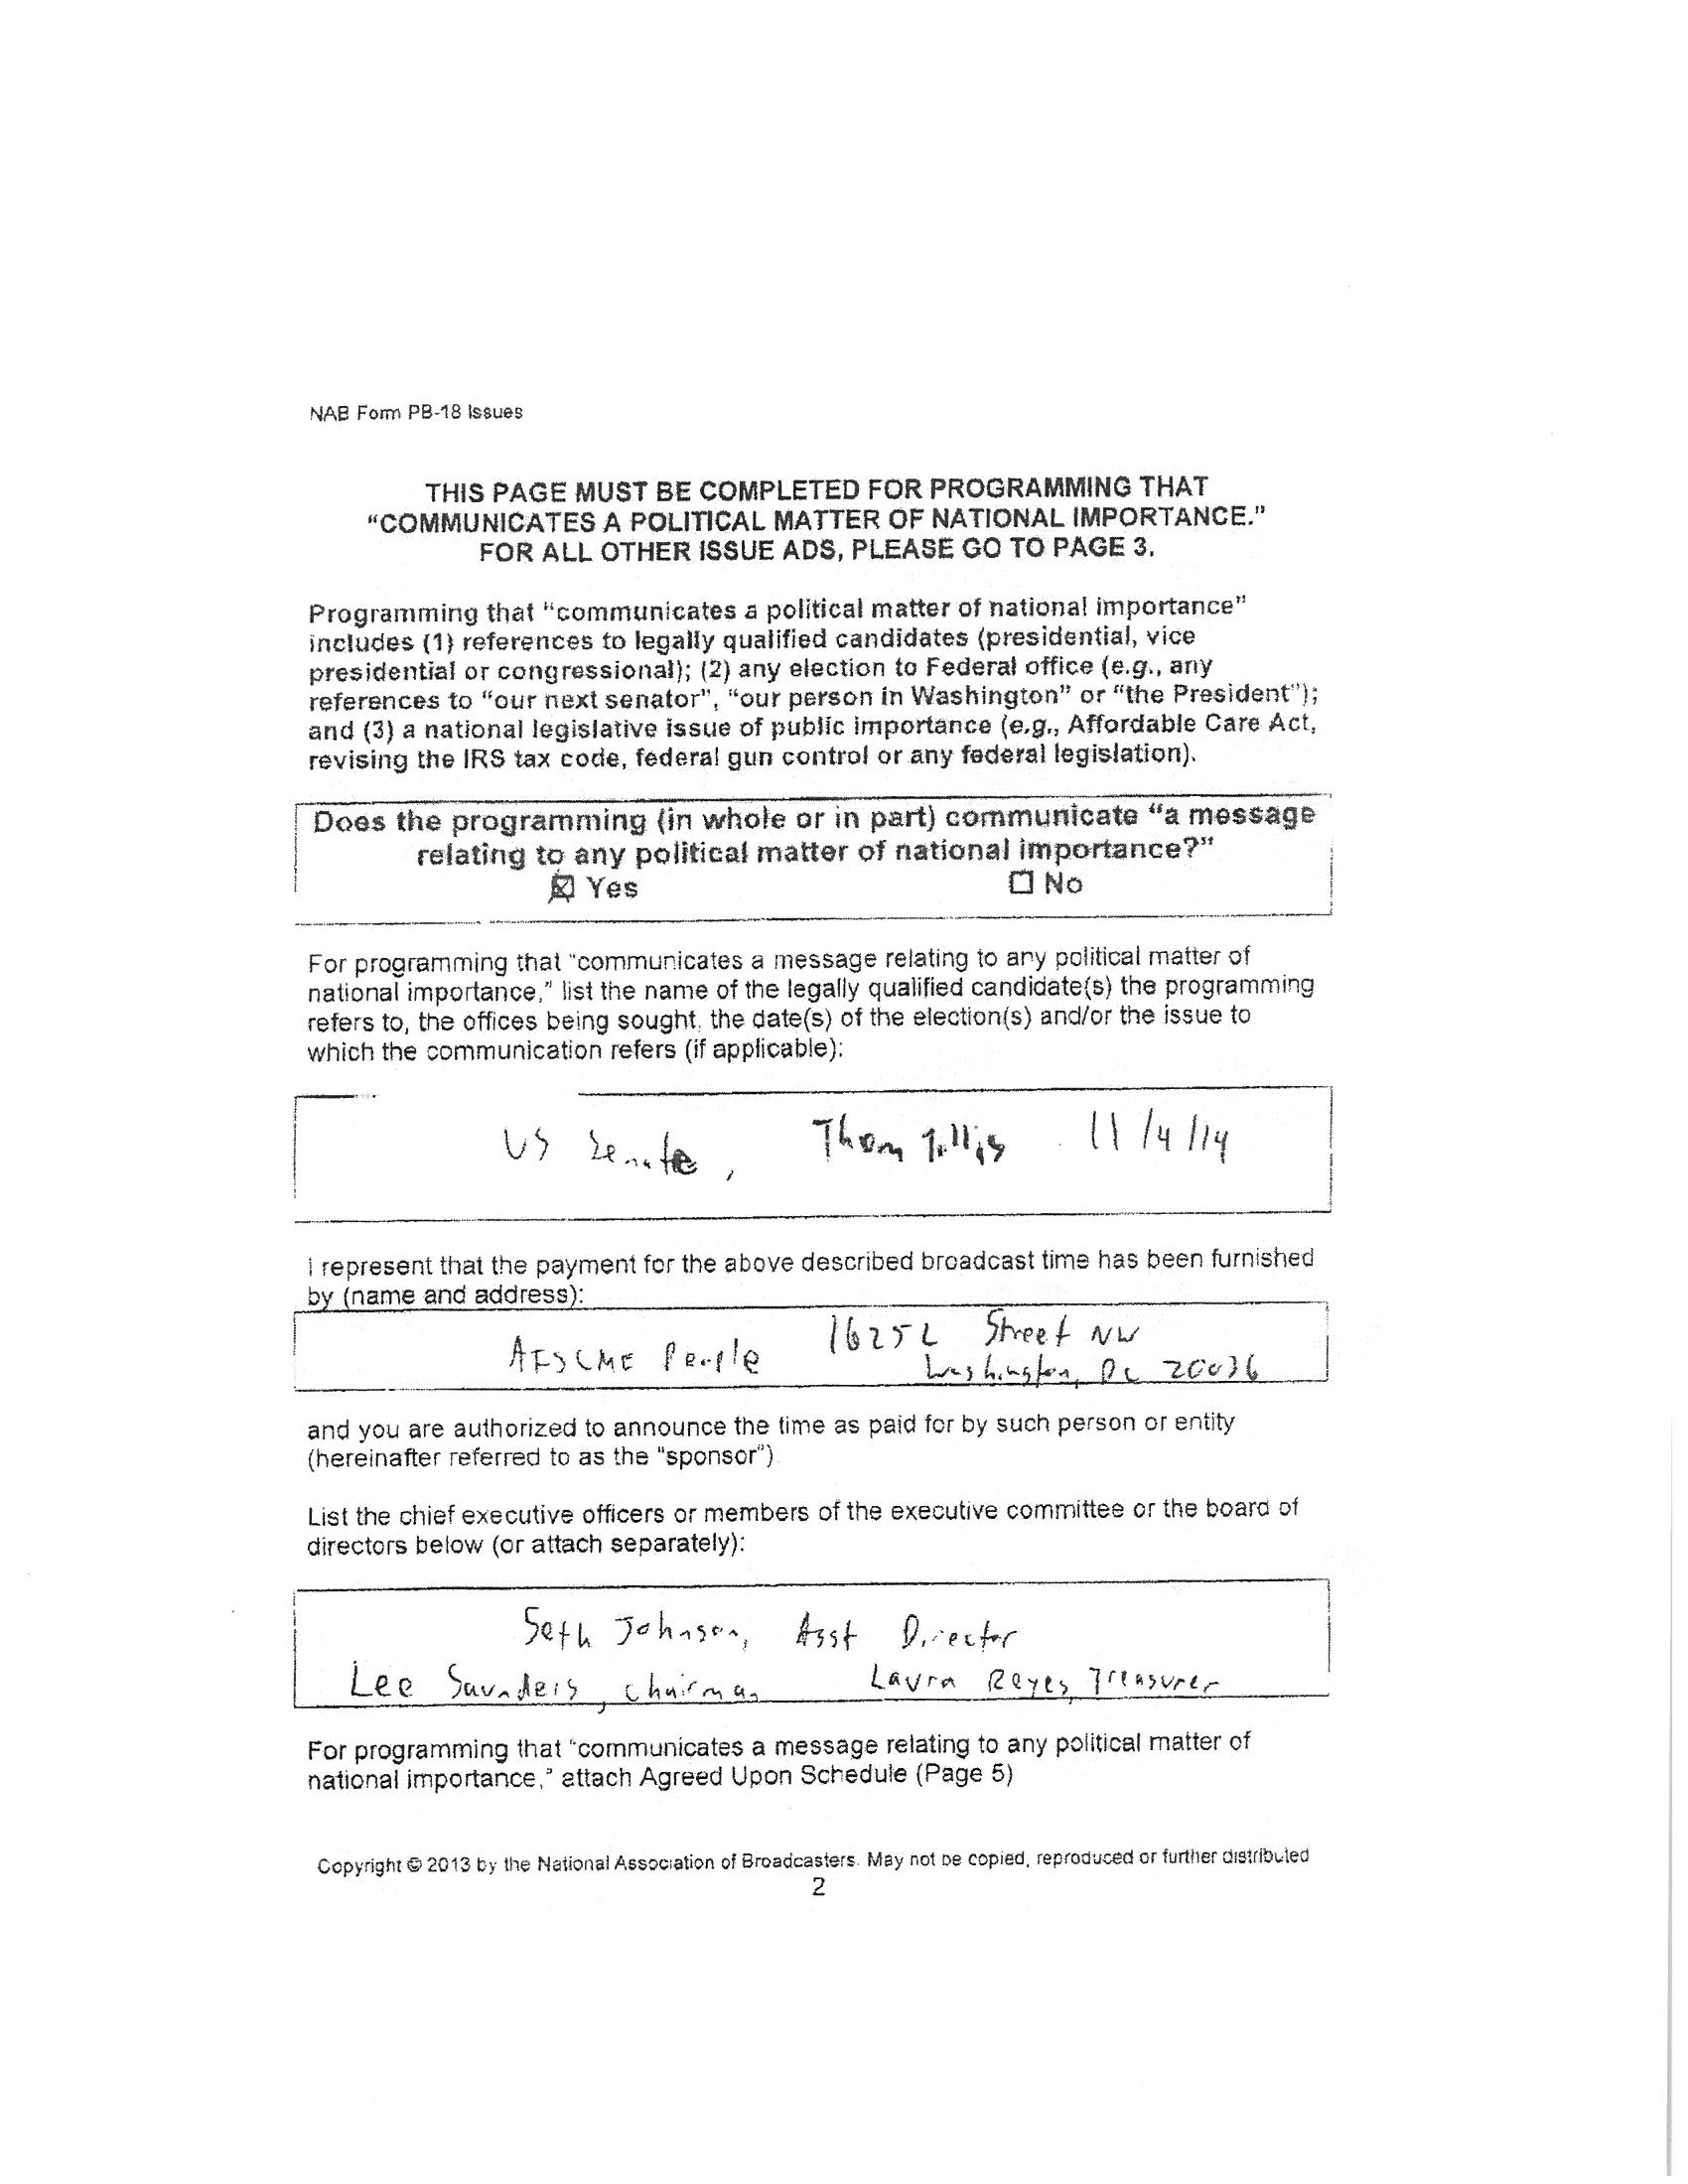 NAB Form PB-18 Issues
THIS PAGE MUST BE COMPLETED FOR PROGRAMMING THAT
“COMMUNICATES A POLITICAL MATTER OF NATIONAL IMPORTANCE.”
FOR ALL OTHER ISSUE ADS, PLEASE GO TO PAGE 3.
Programming that “communicates a political matter of national importance”
includes (1) references to legally qualified candidates (presidential, vice
presidential or congressional); (2) any election to Federal office (e.g., any
references to “our next senator”, “our person in Washington” or “the President”);
and (3) a national legislative issue of public importance (e.g., Affordable Care Act,
revising the IRS tax code, federal gun control or any federal legislation).
Does the programming (in whole or in part) communicate “a message
relating to any political matter of national importance?”
☒ Yes ☐ No
For programming that “communicates a message relating to any political matter of
national importance,” list the name of the legally qualified candidate(s) the programming
refers to, the offices being sought, the date(s) of the election(s) and/or the issue to
which the communication refers (if applicable):
US Senate, Thom Tillis 11/4/14
I represent that the payment for the above described broadcast time has been furnished
by (name and address):
AFSCME People 1625 L Street NW
Washington, DC 20036
and you are authorized to announce the time as paid for by such person or entity
(hereinafter referred to as the “sponsor”)
List the chief executive officers or members of the executive committee or the board of
directors below (or attach separately):
Seth Johnson, Asst Director
Lee Saunders, Chairman Laura Reyes, Treasurer
For programming that “communicates a message relating to any political matter of
national importance,” attach Agreed Upon Schedule (Page 5)
Copyright © 2013 by the National Association of Broadcasters. May not be copied, reproduced or further distributed
2